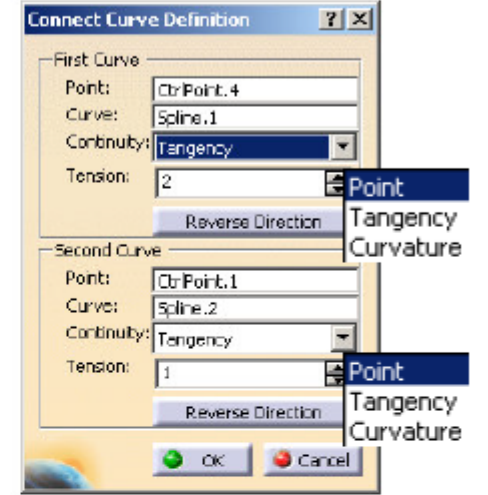 Connect Curve Definition
First Curve
Point: CtrlPoint.4
Curve: Spline.1
Continuity: Tangency
Tension: 2
Point
Tangency
Curvature
Reverse Direction
Second Curve
Point: CtrlPoint.1
Curve: Spline.2
Continuity: Tangency
Tension: 1
Point
Tangency
Curvature
Reverse Direction
OK Cancel